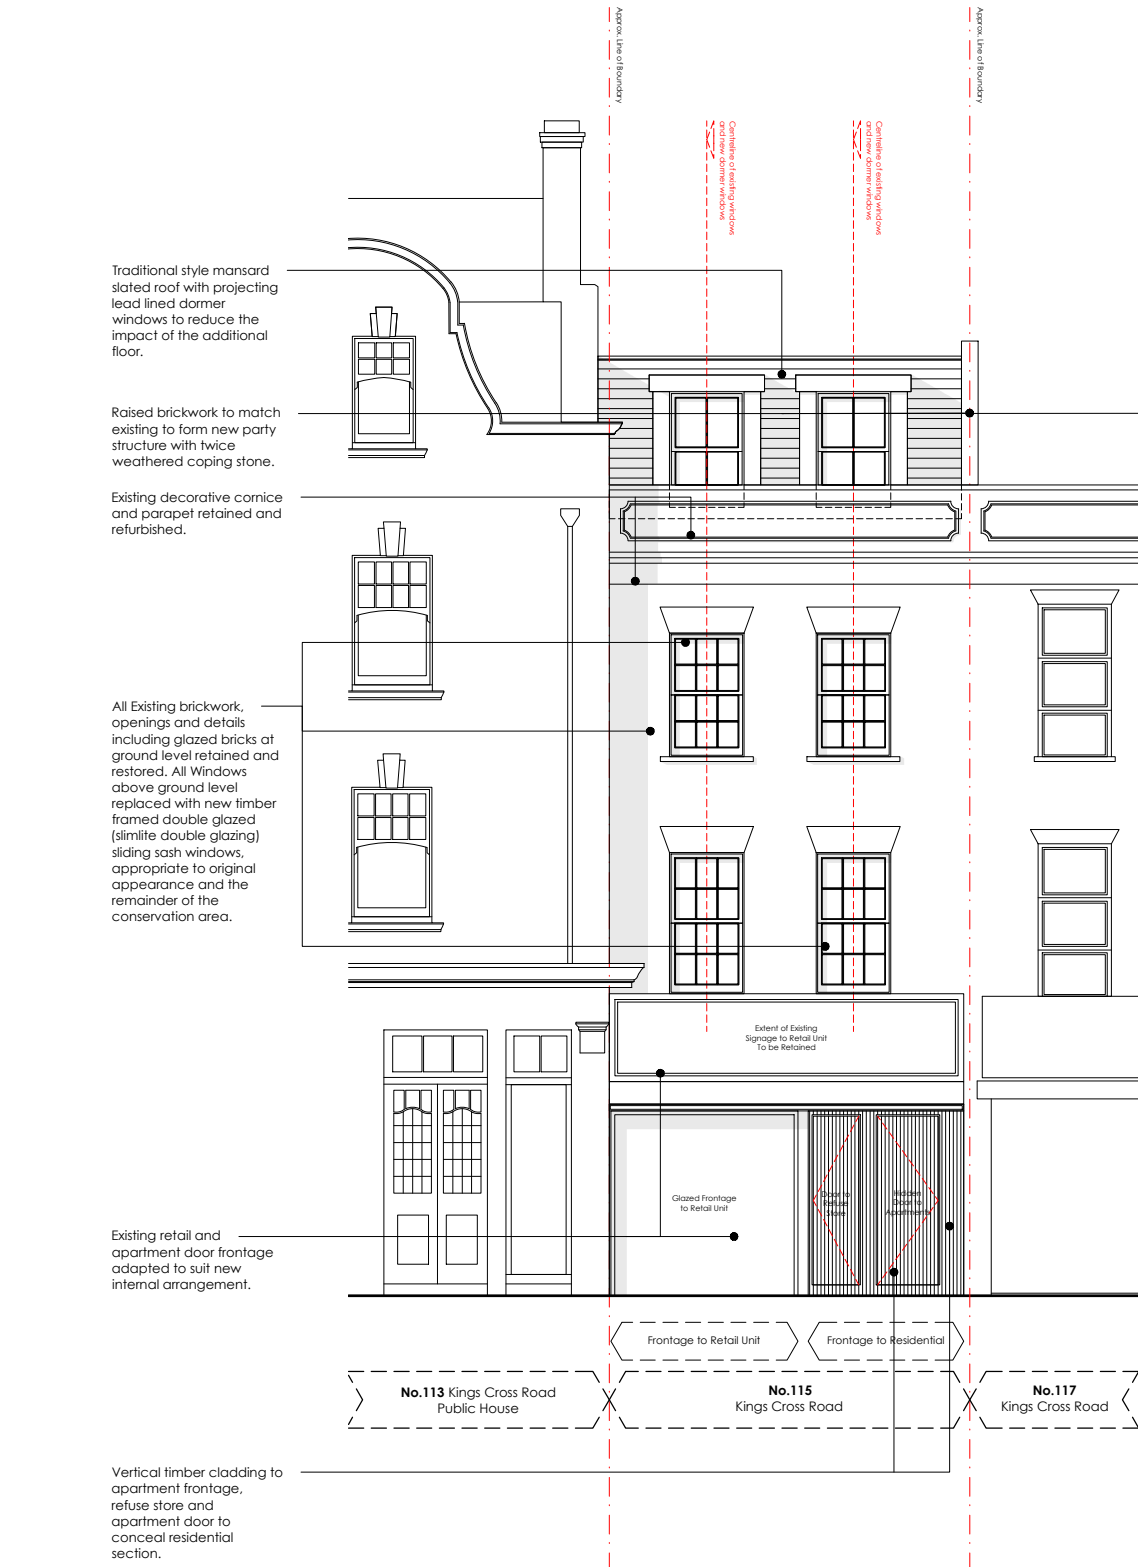 Approx. Line of Boundary
Approx. Line of Boundary
Centreline of existing windows
and new dormer windows
Centreline of existing windows
and new dormer windows
Traditional style mansard
slated roof with projecting
lead lined dormer
windows to reduce the
impact of the additional
floor.
Raised brickwork to match
existing to form new party
structure with twice
weathered coping stone.
Existing decorative cornice
and parapet retained and
refurbished.
All Existing brickwork,
openings and details
including glazed bricks at
ground level retained and
restored. All Windows
above ground level
replaced with new timber
framed double glazed
(slimlite double glazing)
sliding sash windows,
appropriate to original
appearance and the
remainder of the
conservation area.
Extent of Existing
Signage to Retail Unit
To be Retained
Glazed Frontage
to Retail Unit
Door to
Refuse
Store
Hidden
Door to
Apartments
Existing retail and
apartment door frontage
adapted to suit new
internal arrangement.
Frontage to Retail Unit
Frontage to Residential
No.113 Kings Cross Road
Public House
No.115
Kings Cross Road
No.117
Kings Cross Road
Vertical timber cladding to
apartment frontage,
refuse store and
apartment door to
conceal residential
section.